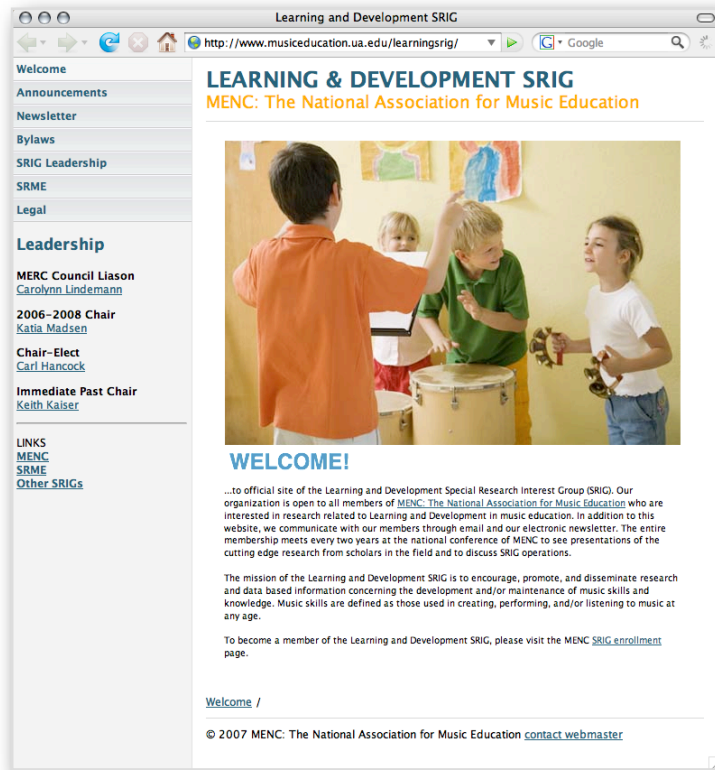 Learning and Development SRIG
http://www.musiceducation.ua.edu/learningsrig/
Google
Welcome
Announcements
Newsletter
Bylaws
SRIG Leadership
SRME
Legal
Leadership
MERC Council Liason
Carolynn Lindemann
2006-2008 Chair
Katia Madsen
Chair-Elect
Carl Hancock
Immediate Past Chair
Keith Kaiser
LINKS
MENC
SRME
Other SRIGs
LEARNING & DEVELOPMENT SRIG
MENC: The National Association for Music Education
WELCOME!
...to official site of the Learning and Development Special Research Interest Group (SRIG). Our
organization is open to all members of MENC: The National Association for Music Education who are
interested in research related to Learning and Development in music education. In addition to this
website, we communicate with our members through email and our electronic newsletter. The entire
membership meets every two years at the national conference of MENC to see presentations of the
cutting edge research from scholars in the field and to discuss SRIG operations.
The mission of the Learning and Development SRIG is to encourage, promote, and disseminate research
and data based information concerning the development and/or maintenance of music skills and
knowledge. Music skills are defined as those used in creating, performing, and/or listening to music at
any age.
To become a member of the Learning and Development SRIG, please visit the MENC SRIG enrollment
page.
Welcome /
© 2007 MENC: The National Association for Music Education contact webmaster